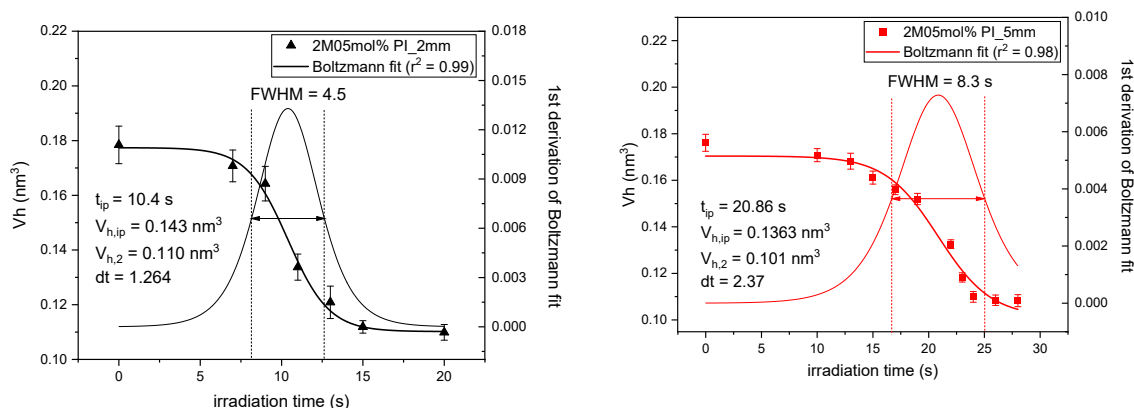 2M05mol% PI_2mm
Boltzmann fit (r² = 0.99)
FWHM = 4.5
t_ip = 10.4 s
V_h,ip = 0.143 nm³
V_h,2 = 0.110 nm³
dt = 1.264
Vh (nm³)
0.22
0.20
0.18
0.16
0.14
0.12
0.10
0 5 10 15 20
irradiation time (s)
0.018
0.015
0.012
0.009
0.006
0.003
0.000
1st derivation of Boltzmann fit
2M05mol% PI_5mm
Boltzmann fit (r² = 0.98)
FWHM = 8.3 s
t_ip = 20.86 s
V_h,ip = 0.1363 nm³
V_h,2 = 0.101 nm³
dt = 2.37
Vh (nm³)
0.22
0.20
0.18
0.16
0.14
0.12
0.10
0 5 10 15 20 25 30
irradiation time (s)
0.010
0.008
0.006
0.004
0.002
0.000
1st derivation of
Boltzmann fit